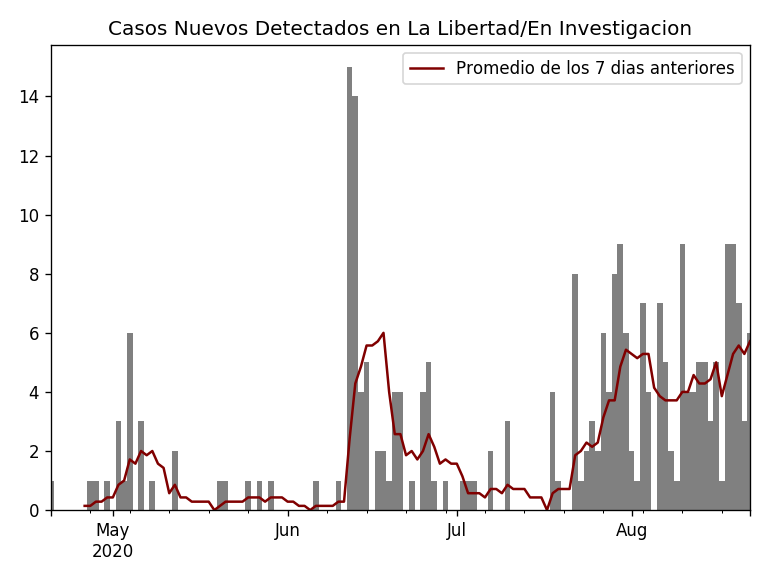 Casos Nuevos Detectados en La Libertad/En Investigacion
Promedio de los 7 dias anteriores
14
12
10
8
6
4
2
0
May
Jun
Jul
Aug
2020